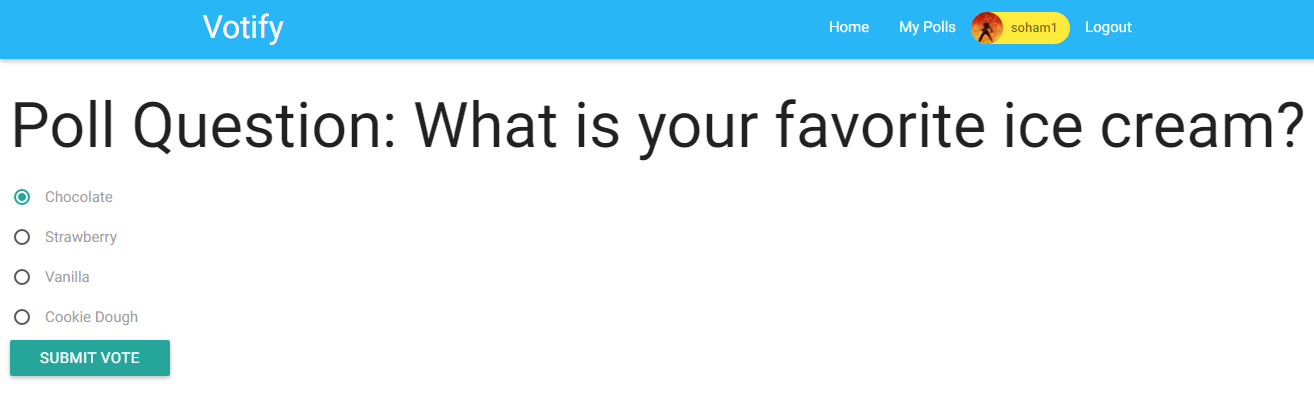 Votify
Home My Polls soham1 Logout
Poll Question: What is your favorite ice cream?
Chocolate
Strawberry
Vanilla
Cookie Dough
SUBMIT VOTE